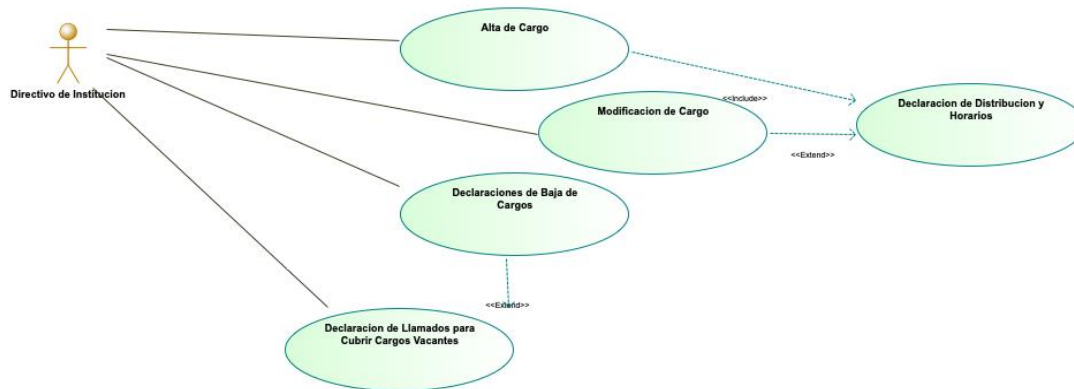 Alta de Cargo
Directivo de Institucion
<<Include>>
Modificacion de Cargo
Declaracion de Distribucion y
Horarios
<<Extend>>
Declaraciones de Baja de
Cargos
<<Extend>>
Declaracion de Llamados para
Cubrir Cargos Vacantes